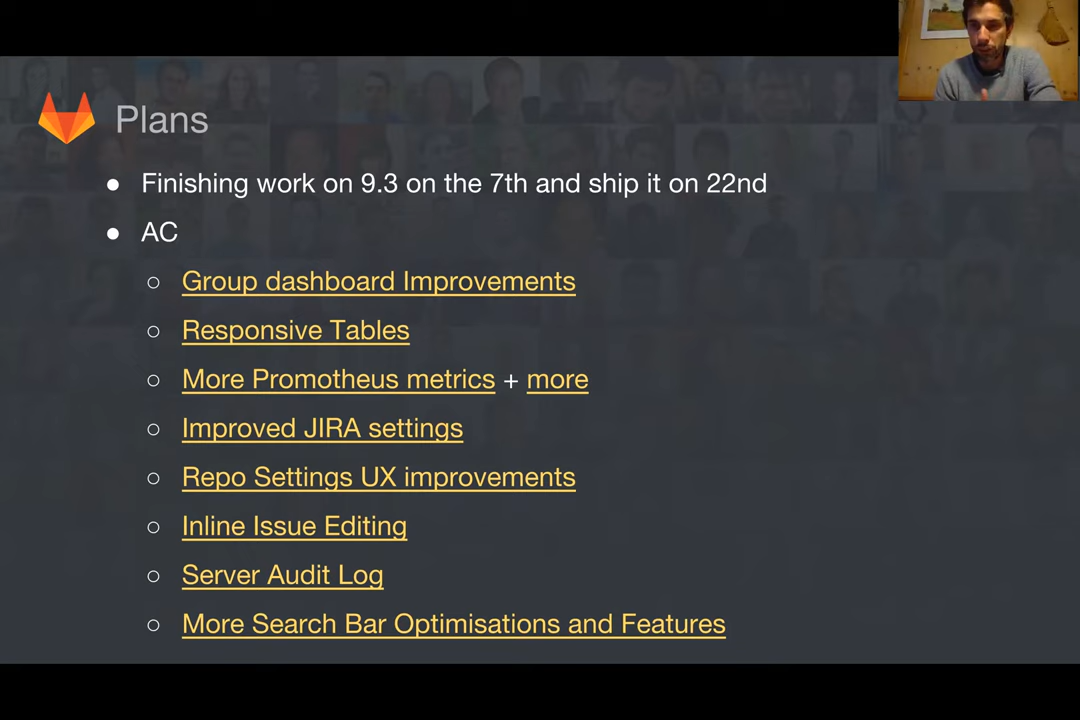 Plans
● Finishing work on 9.3 on the 7th and ship it on 22nd
● AC
○ Group dashboard Improvements
○ Responsive Tables
○ More Promotheus metrics + more
○ Improved JIRA settings
○ Repo Settings UX improvements
○ Inline Issue Editing
○ Server Audit Log
○ More Search Bar Optimisations and Features